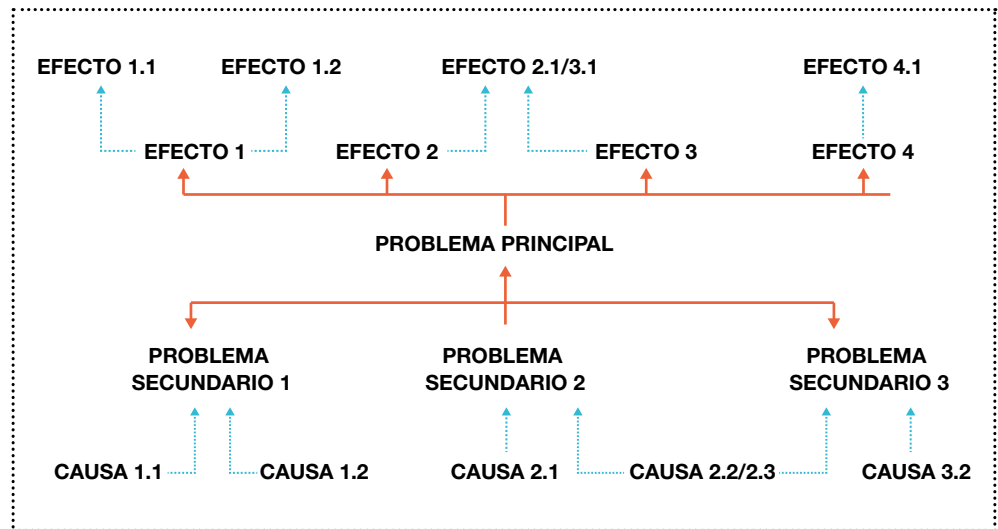 EFECTO 1.1 EFECTO 1.2 EFECTO 2.1/3.1 EFECTO 4.1
EFECTO 1 EFECTO 2 EFECTO 3 EFECTO 4
PROBLEMA PRINCIPAL
PROBLEMA SECUNDARIO 1
PROBLEMA SECUNDARIO 2
PROBLEMA SECUNDARIO 3
CAUSA 1.1 CAUSA 1.2 CAUSA 2.1 CAUSA 2.2/2.3 CAUSA 3.2